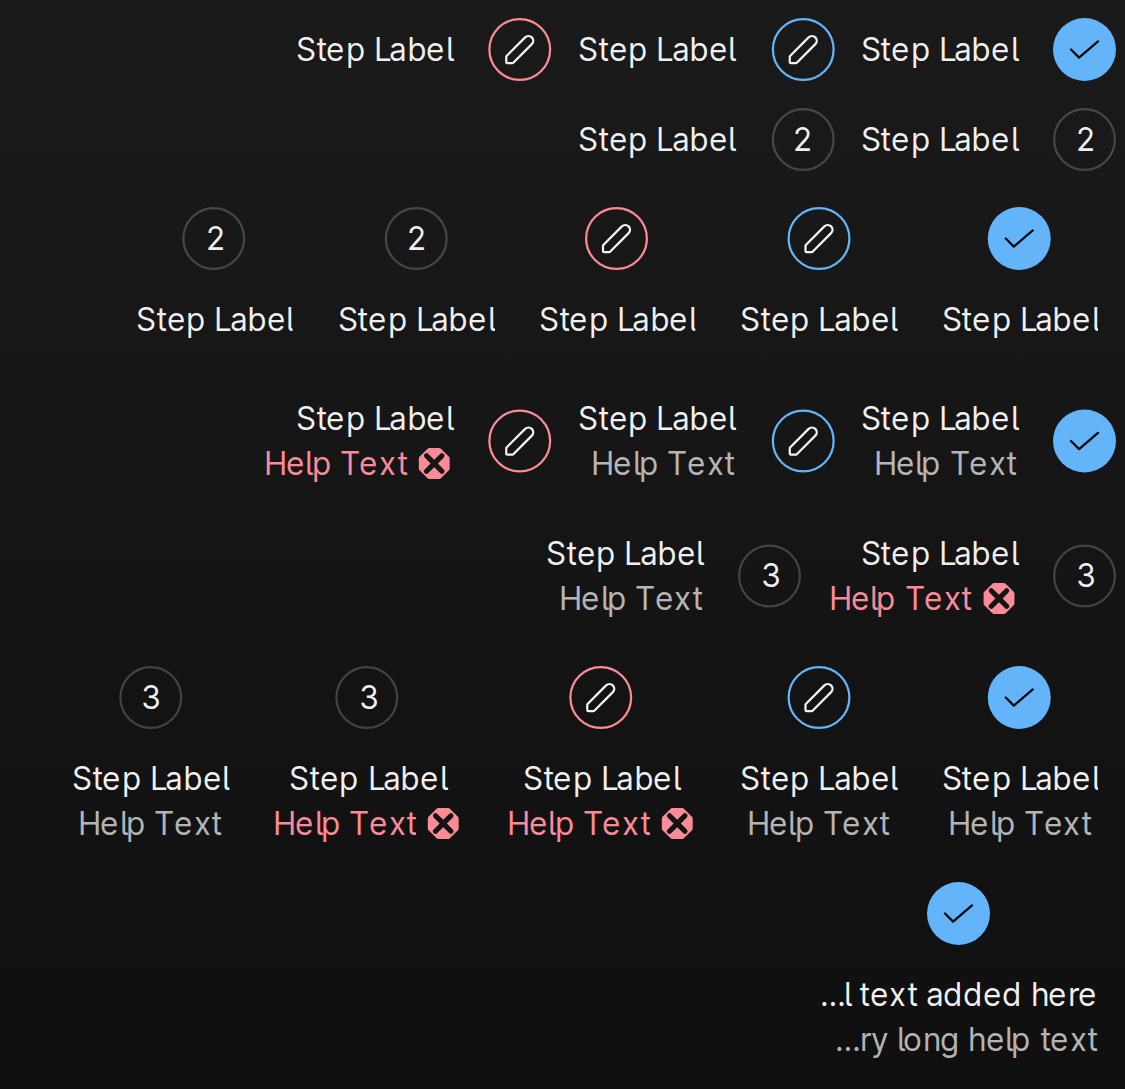 Step Label Step Label Step Label
Step Label 2 Step Label 2
2 2
Step Label Step Label Step Label Step Label Step Label
Step Label Step Label Step Label
Help Text Help Text Help Text
Step Label 3 Step Label 3
Help Text Help Text
3 3
Step Label Step Label Step Label Step Label Step Label
Help Text Help Text Help Text Help Text Help Text
...l text added here
...ry long help text